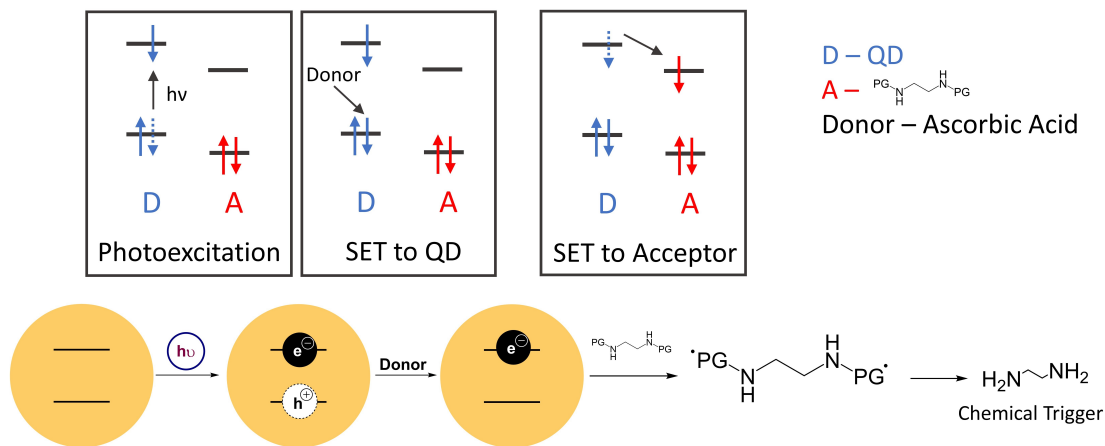 hν
D
A
Photoexcitation
Donor
D
A
SET to QD
D
A
SET to Acceptor
D – QD
A –
PG
N
H
H
N
PG
Donor – Ascorbic Acid
hυ
e⊖
h⊕
Donor
e⊖
PG
N
H
H
N
PG
•PG
N
H
H
N
PG•
H₂N
NH₂
Chemical Trigger